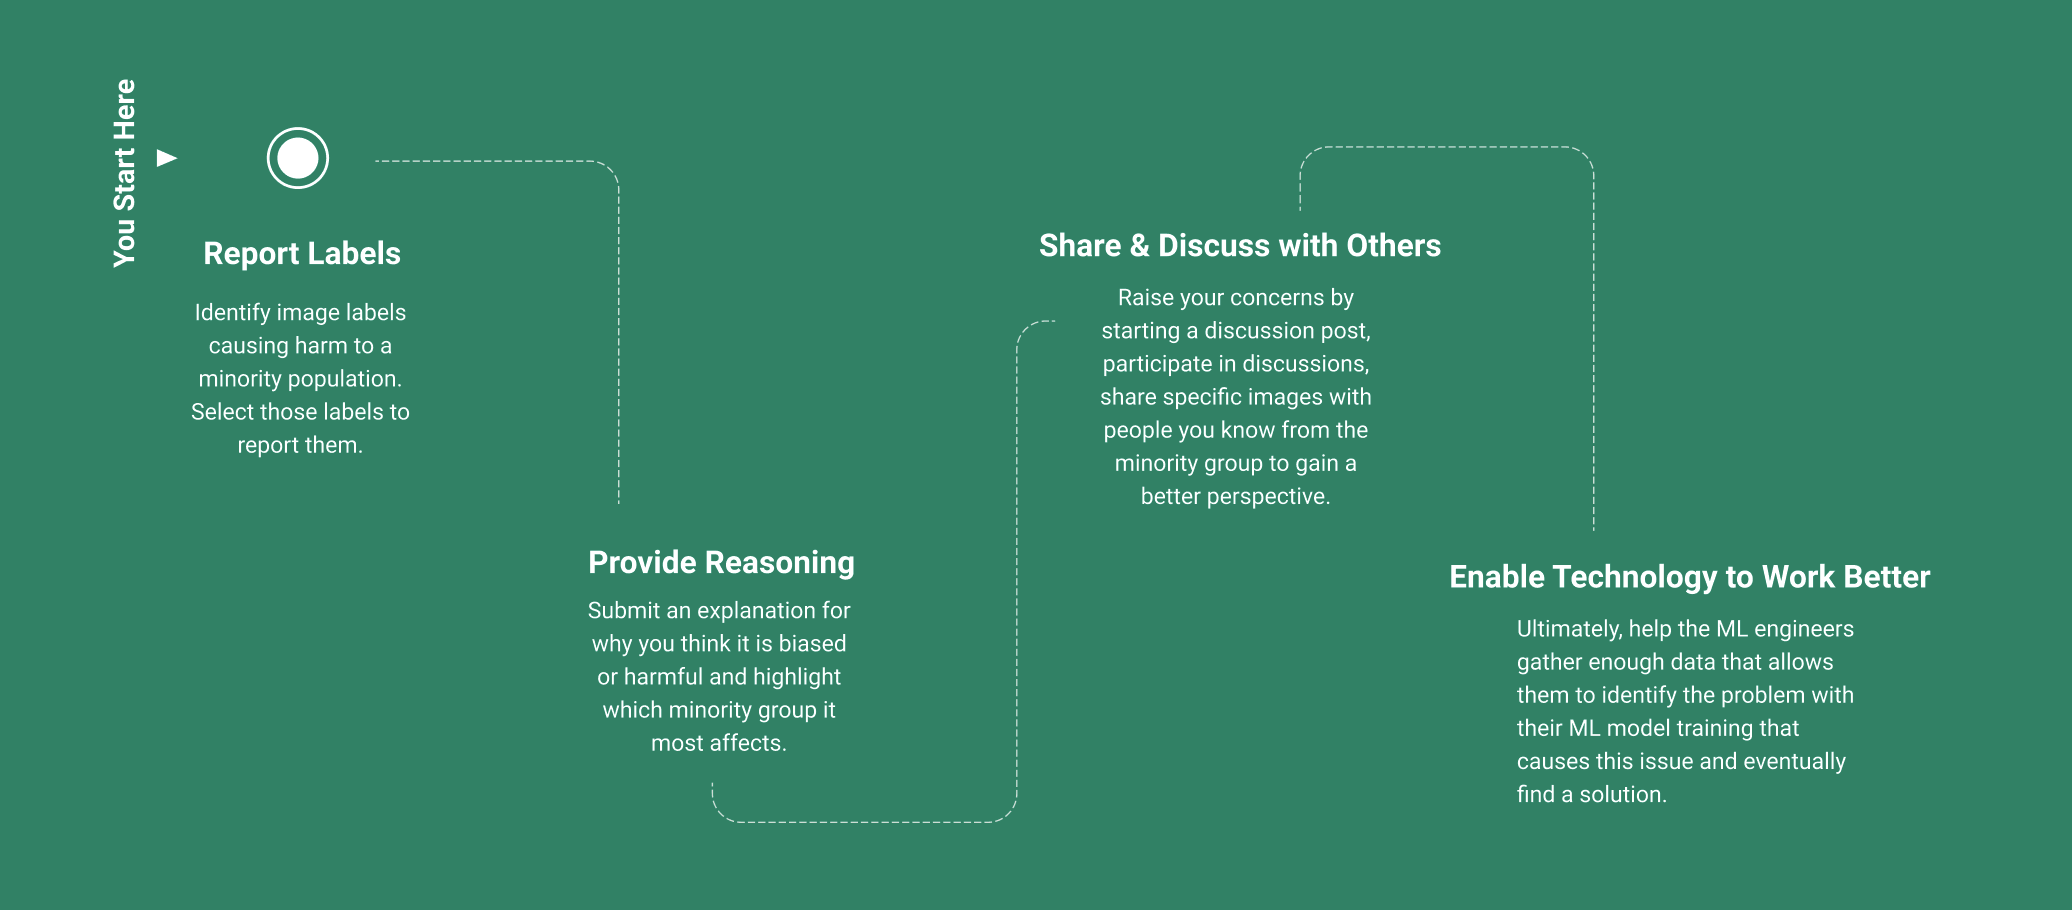 You Start Here
Report Labels
Identify image labels
causing harm to a
minority population.
Select those labels to
report them.
Provide Reasoning
Submit an explanation for
why you think it is biased
or harmful and highlight
which minority group it
most affects.
Share & Discuss with Others
Raise your concerns by
starting a discussion post,
participate in discussions,
share specific images with
people you know from the
minority group to gain a
better perspective.
Enable Technology to Work Better
Ultimately, help the ML engineers
gather enough data that allows
them to identify the problem with
their ML model training that
causes this issue and eventually
find a solution.